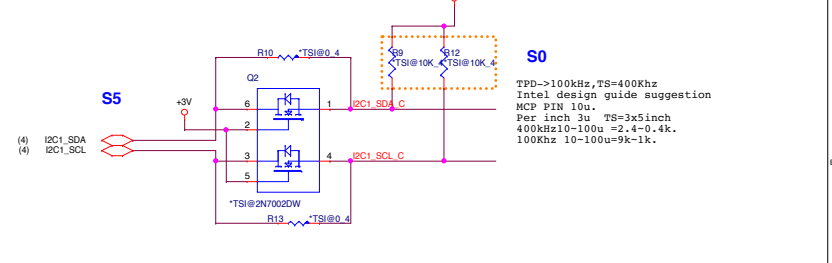 R10
*TSI@0_4
R9
R12
*TSI@10K_4
*TSI@10K_4
S0
TPD->100kHz,TS=400Khz
Intel design guide suggestion
MCP PIN 10u.
Per inch 3u TS=3x5inch
400kHz10-100u =2.4-0.4k.
100Khz 10-100u=9k-1k.
Q2
S5
+3V
6
1
I2C1_SDA_C
2
(4) I2C1_SDA
(4) I2C1_SCL
3
4
I2C1_SCL_C
5
*TSI@2N7002DW
R13
*TSI@0_4